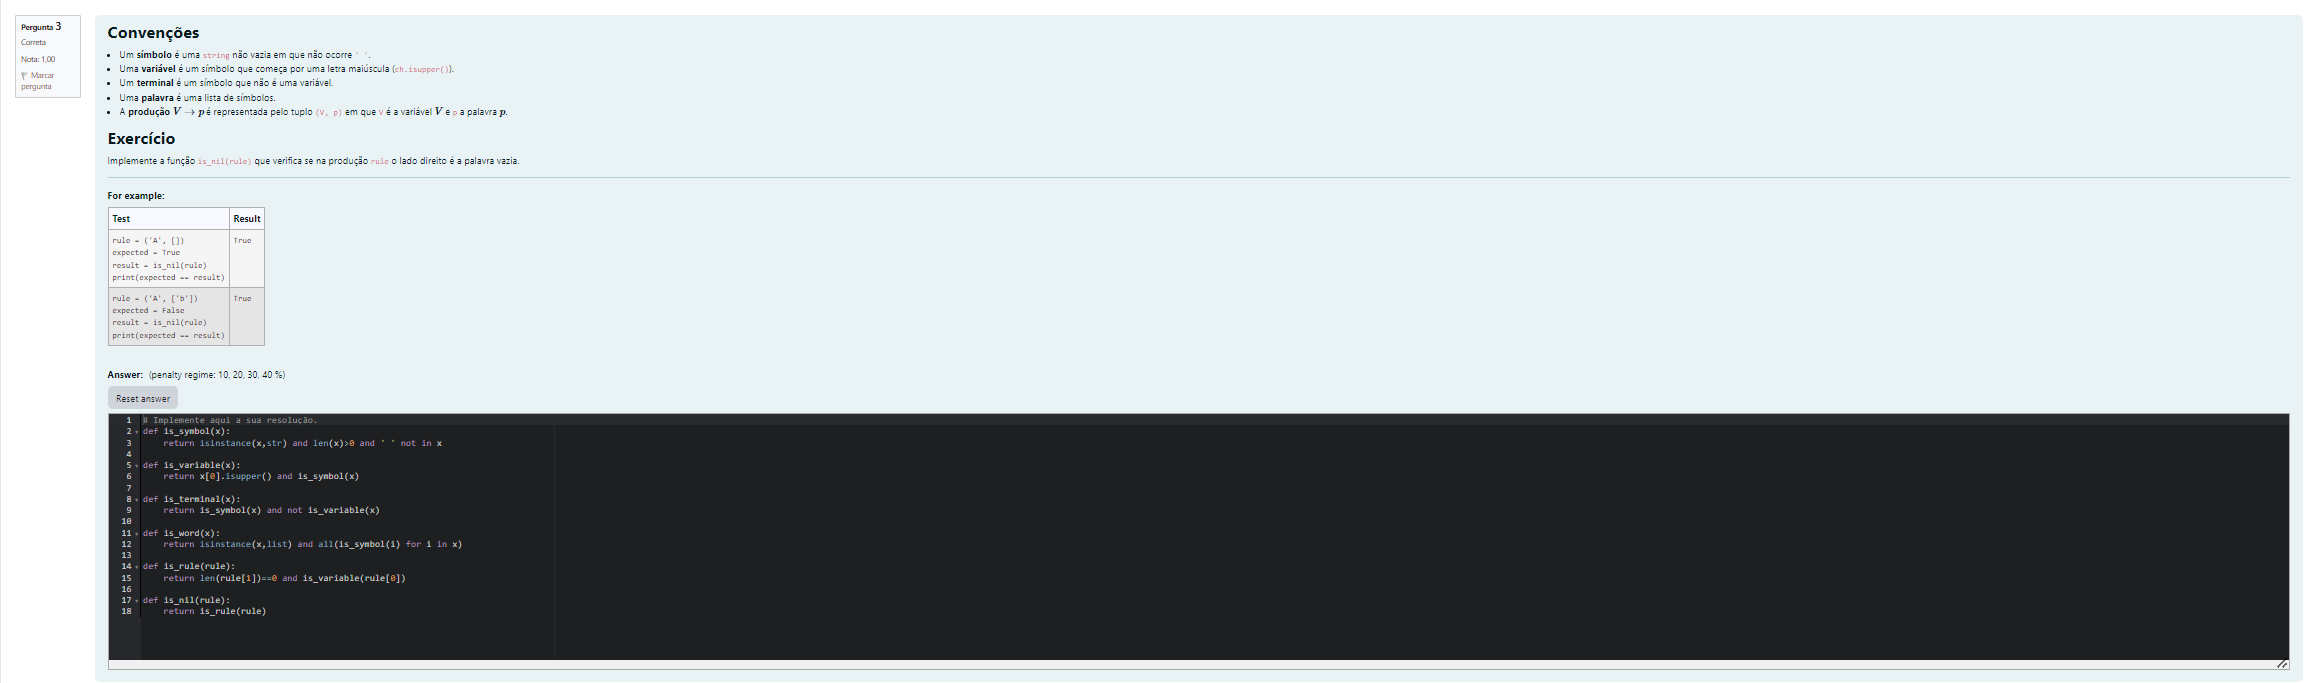 Pergunta 3
Correta
Nota: 1,00
Marcar
pergunta
Convenções
Um símbolo é uma string não vazia em que não ocorre ' '.
Uma variável é um símbolo que começa por uma letra maiúscula (ch.isupper()).
Um terminal é um símbolo que não é uma variável.
Uma palavra é uma lista de símbolos.
A produção V → p é representada pelo tuplo (V, p) em que V é a variável V e p a palavra p.
Exercício
Implemente a função is_nil(rule) que verifica se na produção rule o lado direito é a palavra vazia.
For example:
Test Result
rule = ('A', []) True
expected = True
result = is_nil(rule)
print(expected == result)
rule = ('A', ['b']) True
expected = False
result = is_nil(rule)
print(expected == result)
Answer: (penalty regime: 10, 20, 30, 40 %)
Reset answer
1 # Implemente aqui a sua resolução.
2 def is_symbol(x):
3 return isinstance(x,str) and len(x)>0 and ' ' not in x
4
5 def is_variable(x):
6 return x[0].isupper() and is_symbol(x)
7
8 def is_terminal(x):
9 return is_symbol(x) and not is_variable(x)
10
11 def is_word(x):
12 return isinstance(x,list) and all(is_symbol(i) for i in x)
13
14 def is_rule(rule):
15 return len(rule[1])==0 and is_variable(rule[0])
16
17 def is_nil(rule):
18 return is_rule(rule)